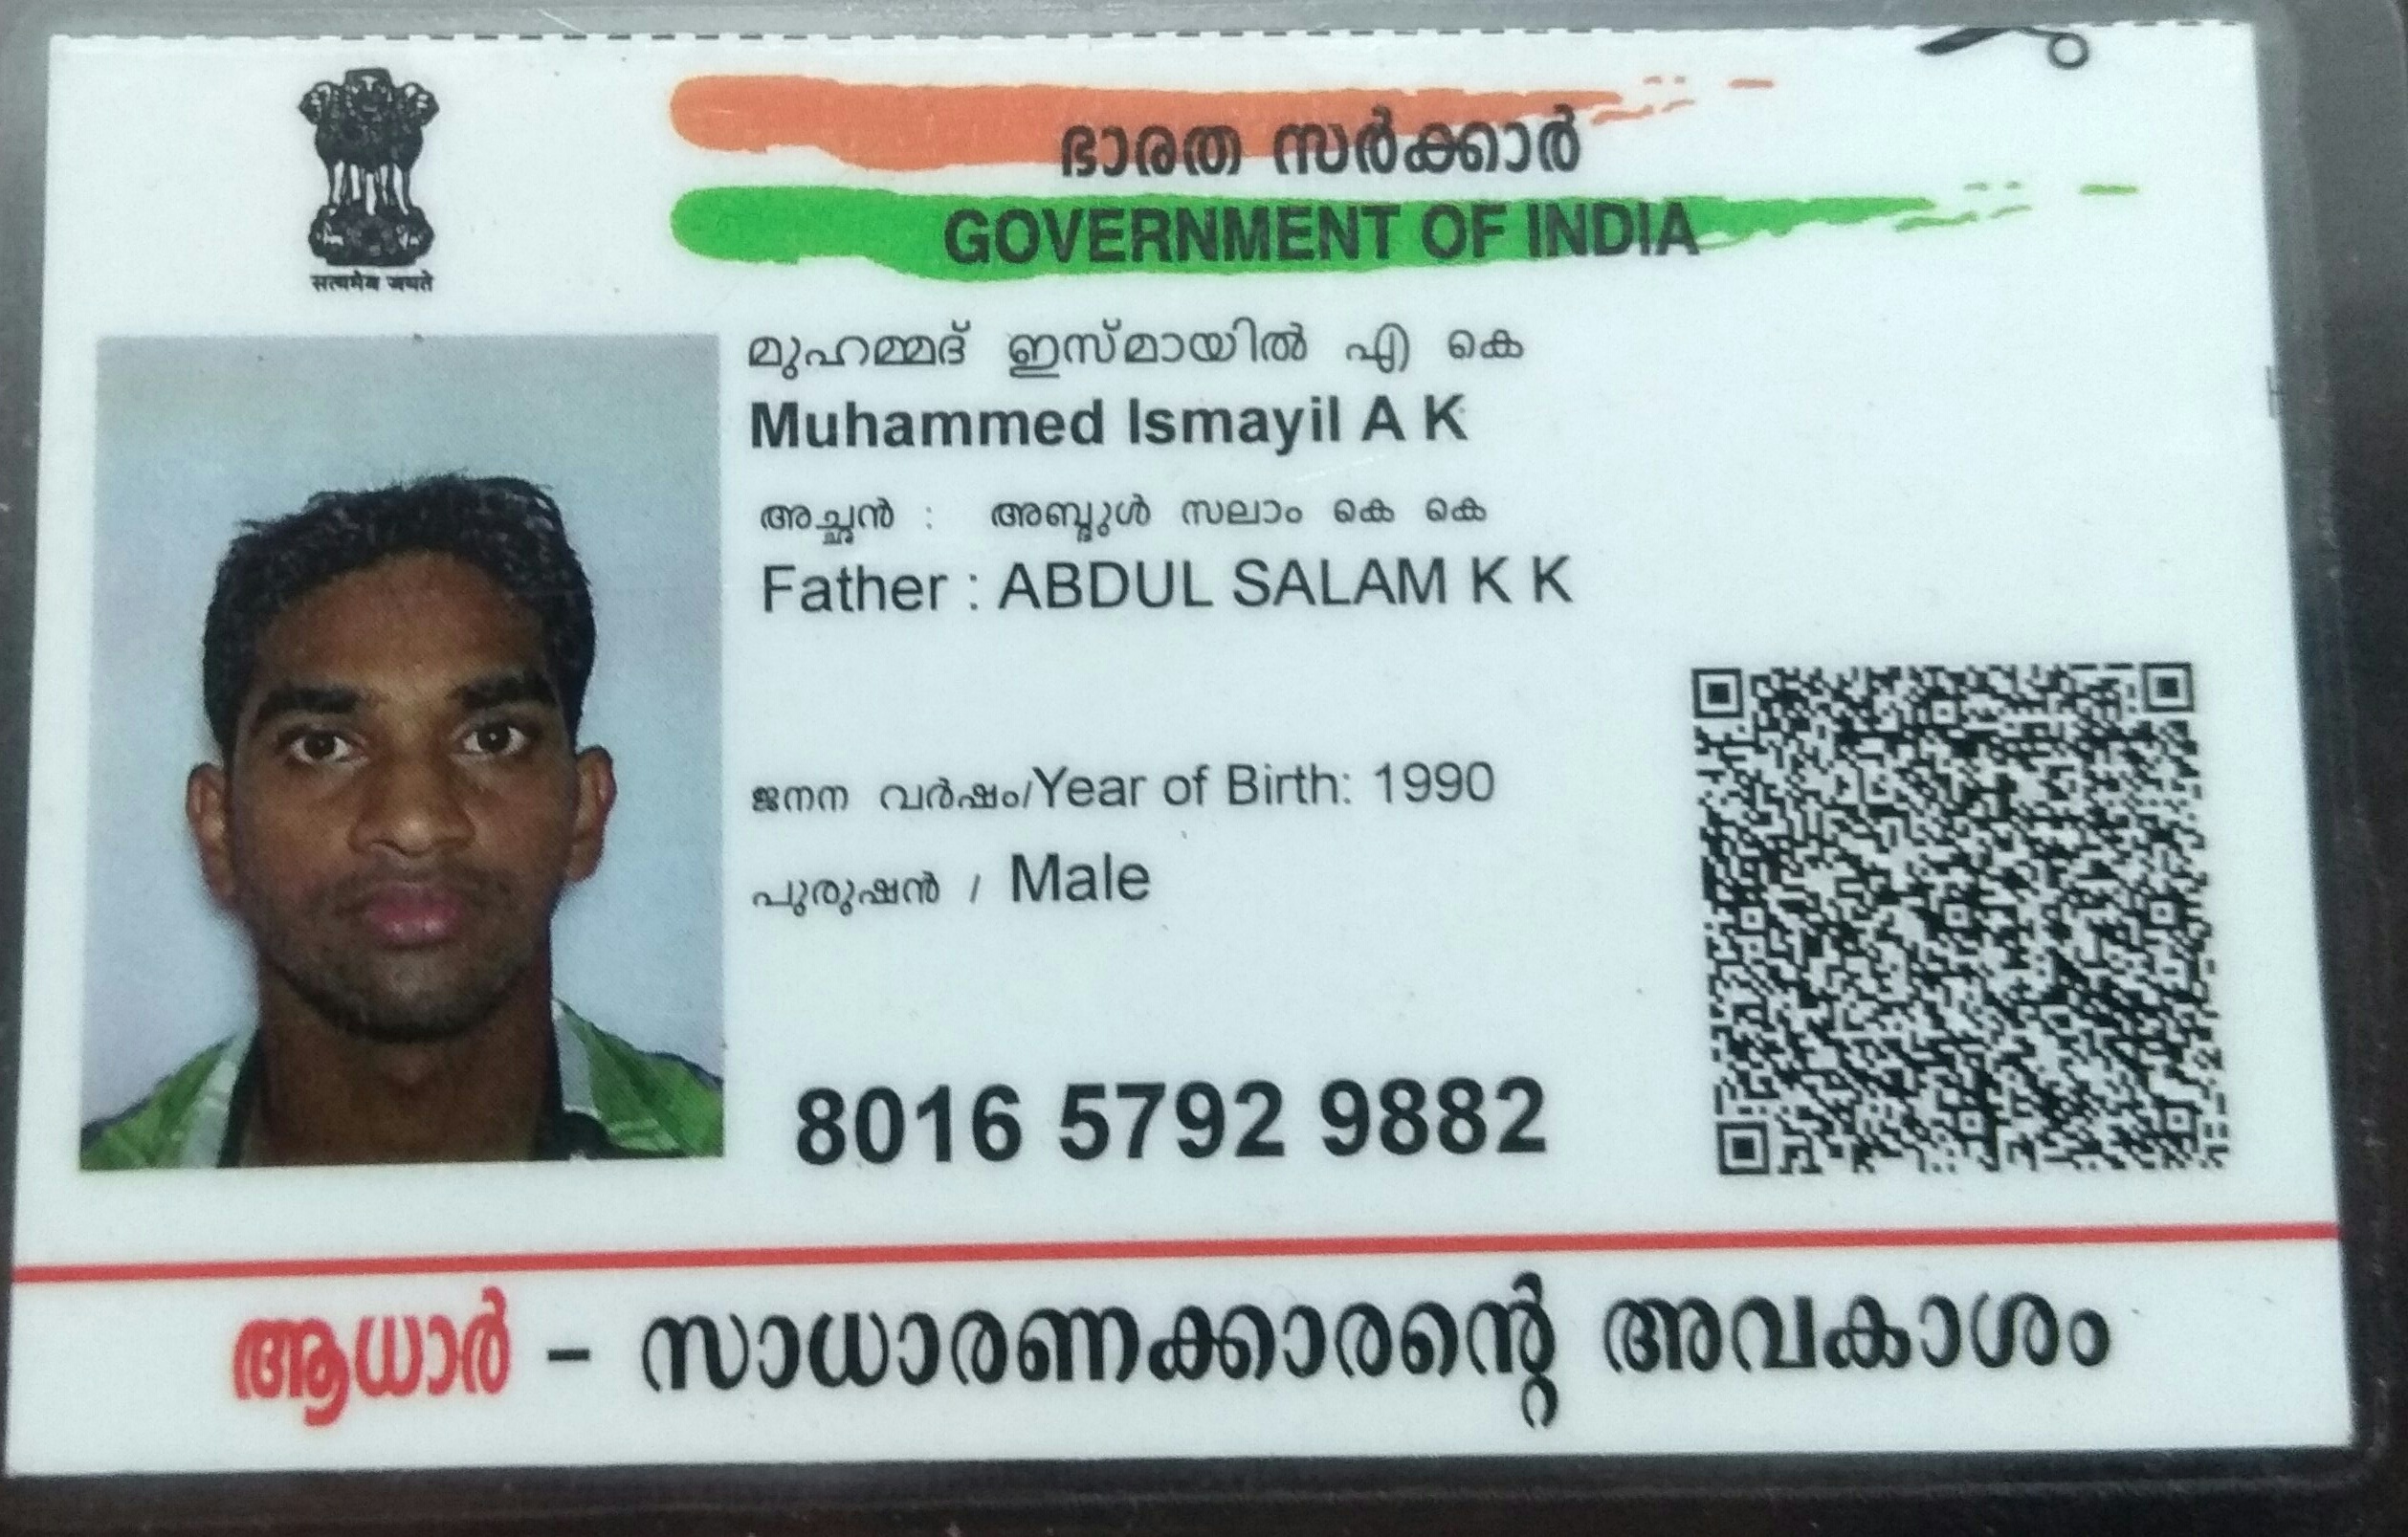 सत्यमेव जयते
ഭാരത സർക്കാർ
GOVERNMENT OF INDIA
മുഹമ്മദ് ഇസ്മായിൽ എ കെ
Muhammed Ismayil A K
അച്ഛൻ : അബ്ദുൾ സലാം കെ കെ
Father : ABDUL SALAM K K
ജനന വർഷം/Year of Birth: 1990
പുരുഷൻ / Male
8016 5792 9882
ആധാർ – സാധാരണക്കാരന്റെ അവകാശം